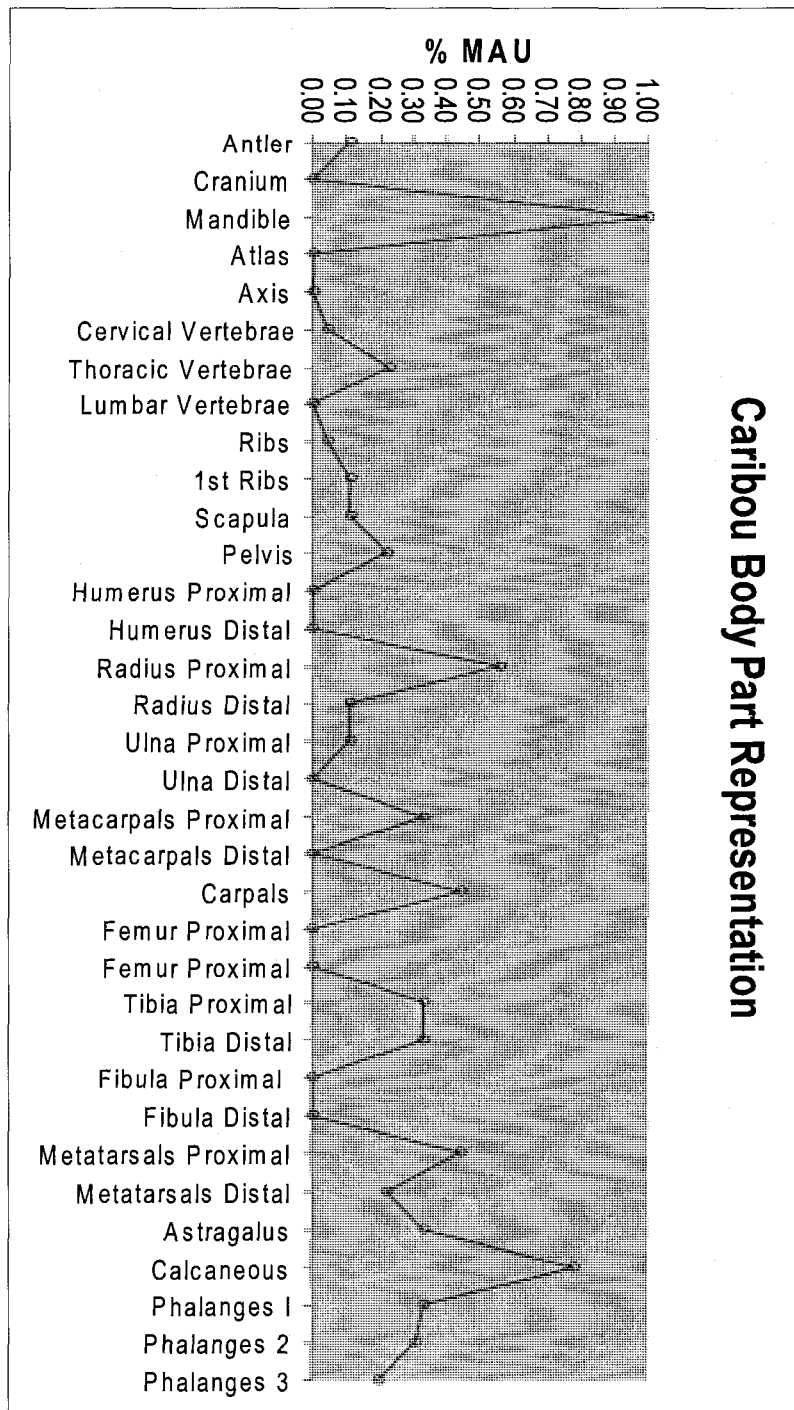 Caribou Body Part Representation
% MAU
0.00
0.10
0.20
0.30
0.40
0.50
0.60
0.70
0.80
0.90
1.00
Antler
Cranium
Mandible
Atlas
Axis
Cervical Vertebrae
Thoracic Vertebrae
Lumbar Vertebrae
Ribs
1st Ribs
Scapula
Pelvis
Humerus Proximal
Humerus Distal
Radius Proximal
Radius Distal
Ulna Proximal
Ulna Distal
Metacarpals Proximal
Metacarpals Distal
Carpals
Femur Proximal
Femur Proximal
Tibia Proximal
Tibia Distal
Fibula Proximal
Fibula Distal
Metatarsals Proximal
Metatarsals Distal
Astragalus
Calcaneous
Phalanges I
Phalanges 2
Phalanges 3